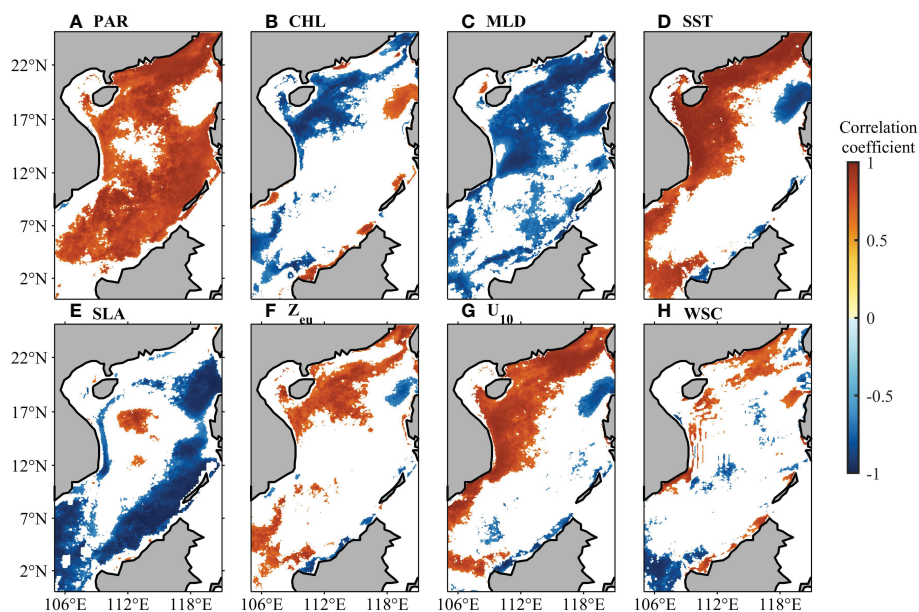 A PAR
B CHL
C MLD
D SST
22°N
17°N
12°N
7°N
2°N
Correlation
coefficient
1
0.5
0
-0.5
-1
E SLA
F Zeu
G U10
H WSC
22°N
17°N
12°N
7°N
2°N
106°E 112°E 118°E
106°E 112°E 118°E
106°E 112°E 118°E
106°E 112°E 118°E